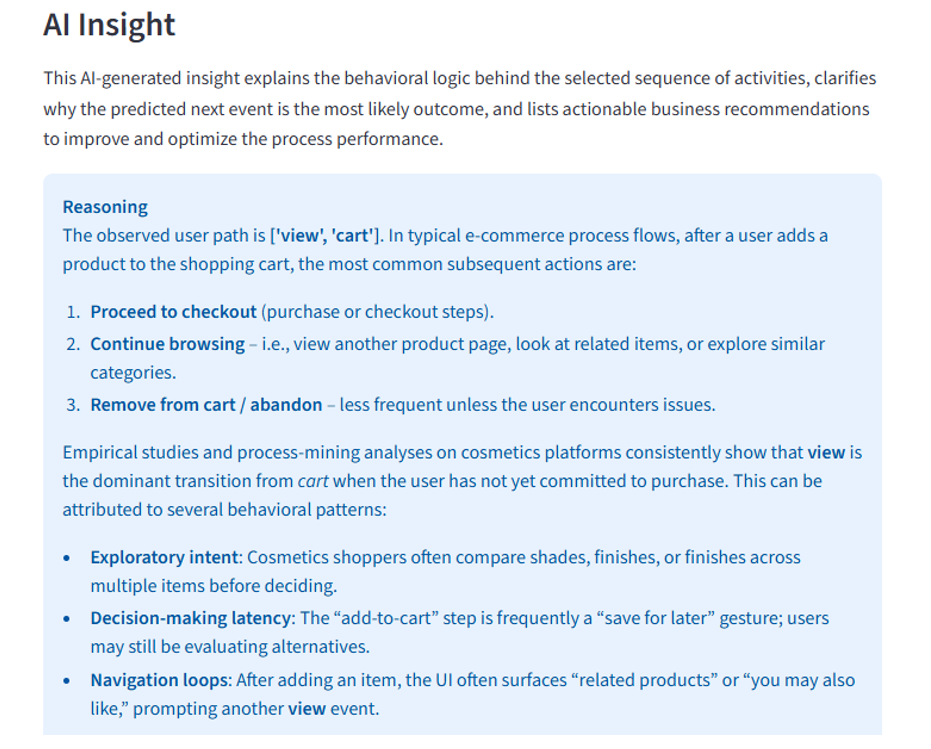 AI Insight
This AI-generated insight explains the behavioral logic behind the selected sequence of activities, clarifies
why the predicted next event is the most likely outcome, and lists actionable business recommendations
to improve and optimize the process performance.
Reasoning
The observed user path is ['view', 'cart']. In typical e-commerce process flows, after a user adds a
product to the shopping cart, the most common subsequent actions are:
1. Proceed to checkout (purchase or checkout steps).
2. Continue browsing – i.e., view another product page, look at related items, or explore similar
categories.
3. Remove from cart / abandon – less frequent unless the user encounters issues.
Empirical studies and process-mining analyses on cosmetics platforms consistently show that view is
the dominant transition from cart when the user has not yet committed to purchase. This can be
attributed to several behavioral patterns:
• Exploratory intent: Cosmetics shoppers often compare shades, finishes, or finishes across
multiple items before deciding.
• Decision-making latency: The “add-to-cart” step is frequently a “save for later” gesture; users
may still be evaluating alternatives.
• Navigation loops: After adding an item, the UI often surfaces “related products” or “you may also
like,” prompting another view event.